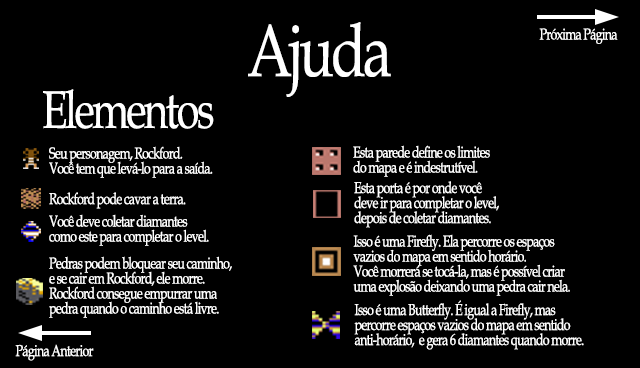 Ajuda
Próxima Página
Elementos
Seu personagem, Rockford.
Você tem que levá-lo para a saída.
Rockford pode cavar a terra.
Você deve coletar diamantes
como este para completar o level.
Pedras podem bloquear seu caminho,
e se cair em Rockford, ele morre.
Rockford consegue empurrar uma
pedra quando o caminho está livre.
Esta parede define os limites
do mapa e é indestrutível.
Esta porta é por onde você
deve ir para completar o level,
depois de coletar diamantes.
Isso é uma Firefly. Ela percorre os espaços
vazios do mapa em sentido horário.
Você morrerá se tocá-la, mas é possível criar
uma explosão deixando uma pedra cair nela.
Isso é uma Butterfly. É igual a Firefly, mas
percorre espaços vazios do mapa em sentido
anti-horário, e gera 6 diamantes quando morre.
Página Anterior